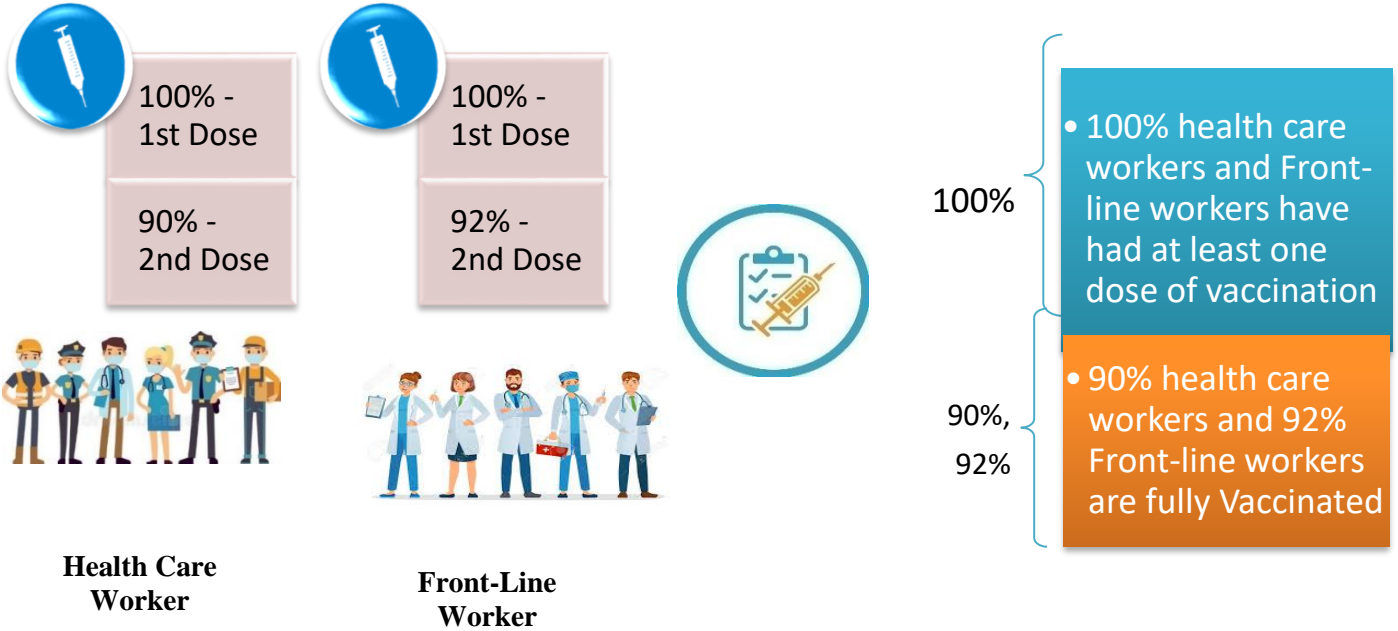 100% -
1st Dose
90% -
2nd Dose
100% -
1st Dose
92% -
2nd Dose
Health Care
Worker
Front-Line
Worker
100%
• 100% health care
workers and Front-
line workers have
had at least one
dose of vaccination
90%,
92%
• 90% health care
workers and 92%
Front-line workers
are fully Vaccinated